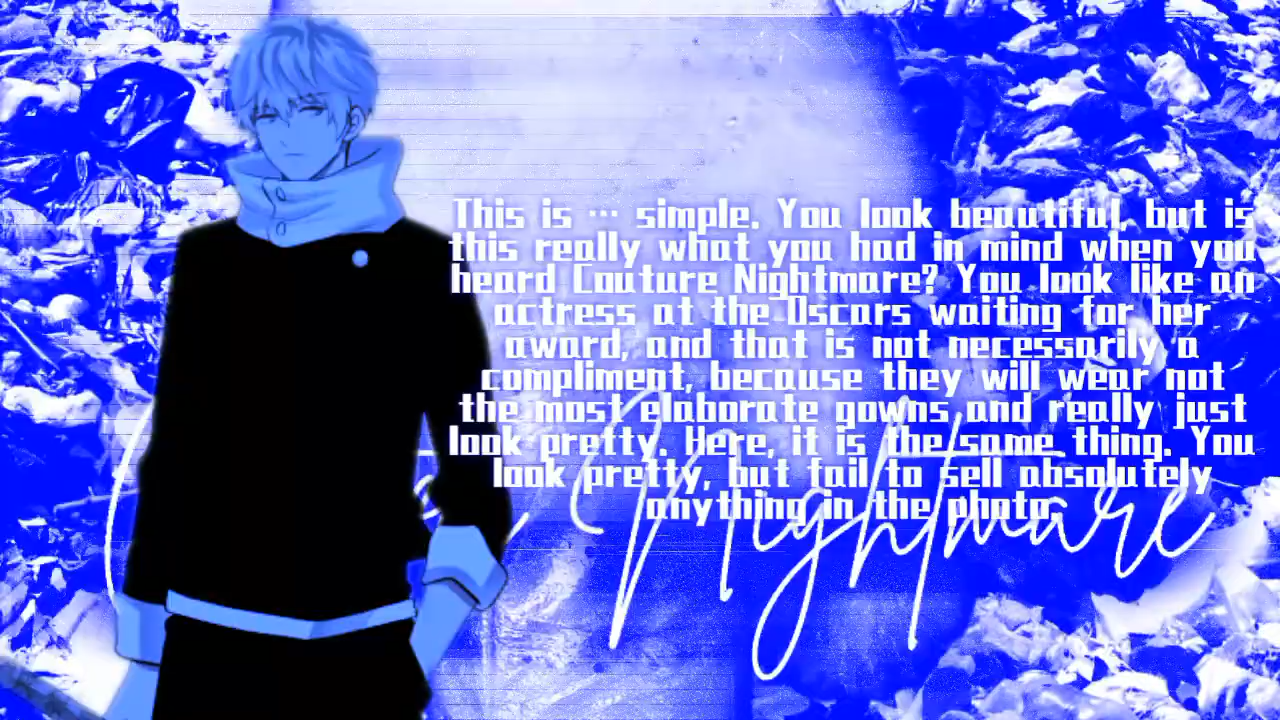 This is ... simple. You look beautiful, but is
this really what you had in mind when you
heard Couture Nightmare? You look like an
actress at the Oscars waiting for her
award, and that is not necessarily a
compliment, because they will wear not
the most elaborate gowns and really just
look pretty. Here, it is the same thing. You
look pretty, but fail to sell absolutely
anything in the photo.
Nightmare